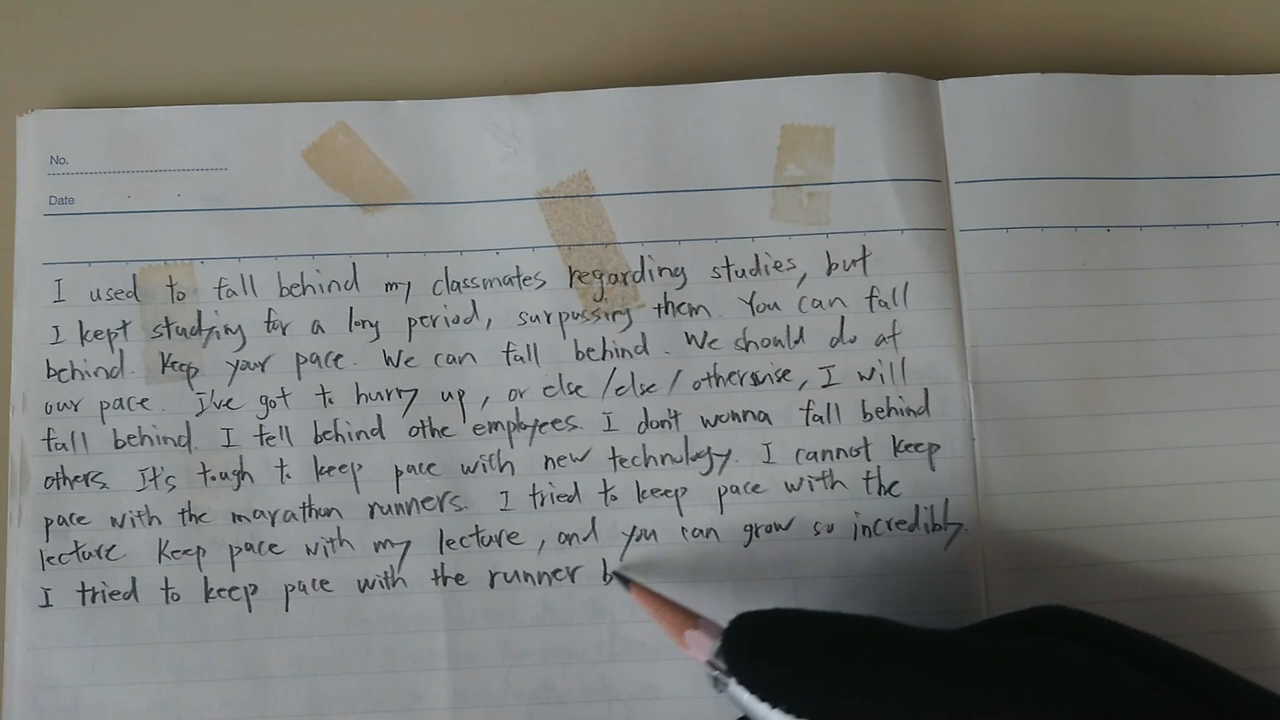 No.
Date
I used to fall behind my classmates regarding studies, but
I kept studying for a long period, surpassing them. You can fall
behind. Keep your pace. We can fall behind. We should do at
our pace. I've got to hurry up, or else /else / otherwise, I will
fall behind. I fell behind othe employees. I don't wanna fall behind
others. It's tough to keep pace with new technology. I cannot keep
pace with the marathon runners. I tried to keep pace with the
lecture. Keep pace with my lecture, and you can grow so incredibly.
I tried to keep pace with the runner b